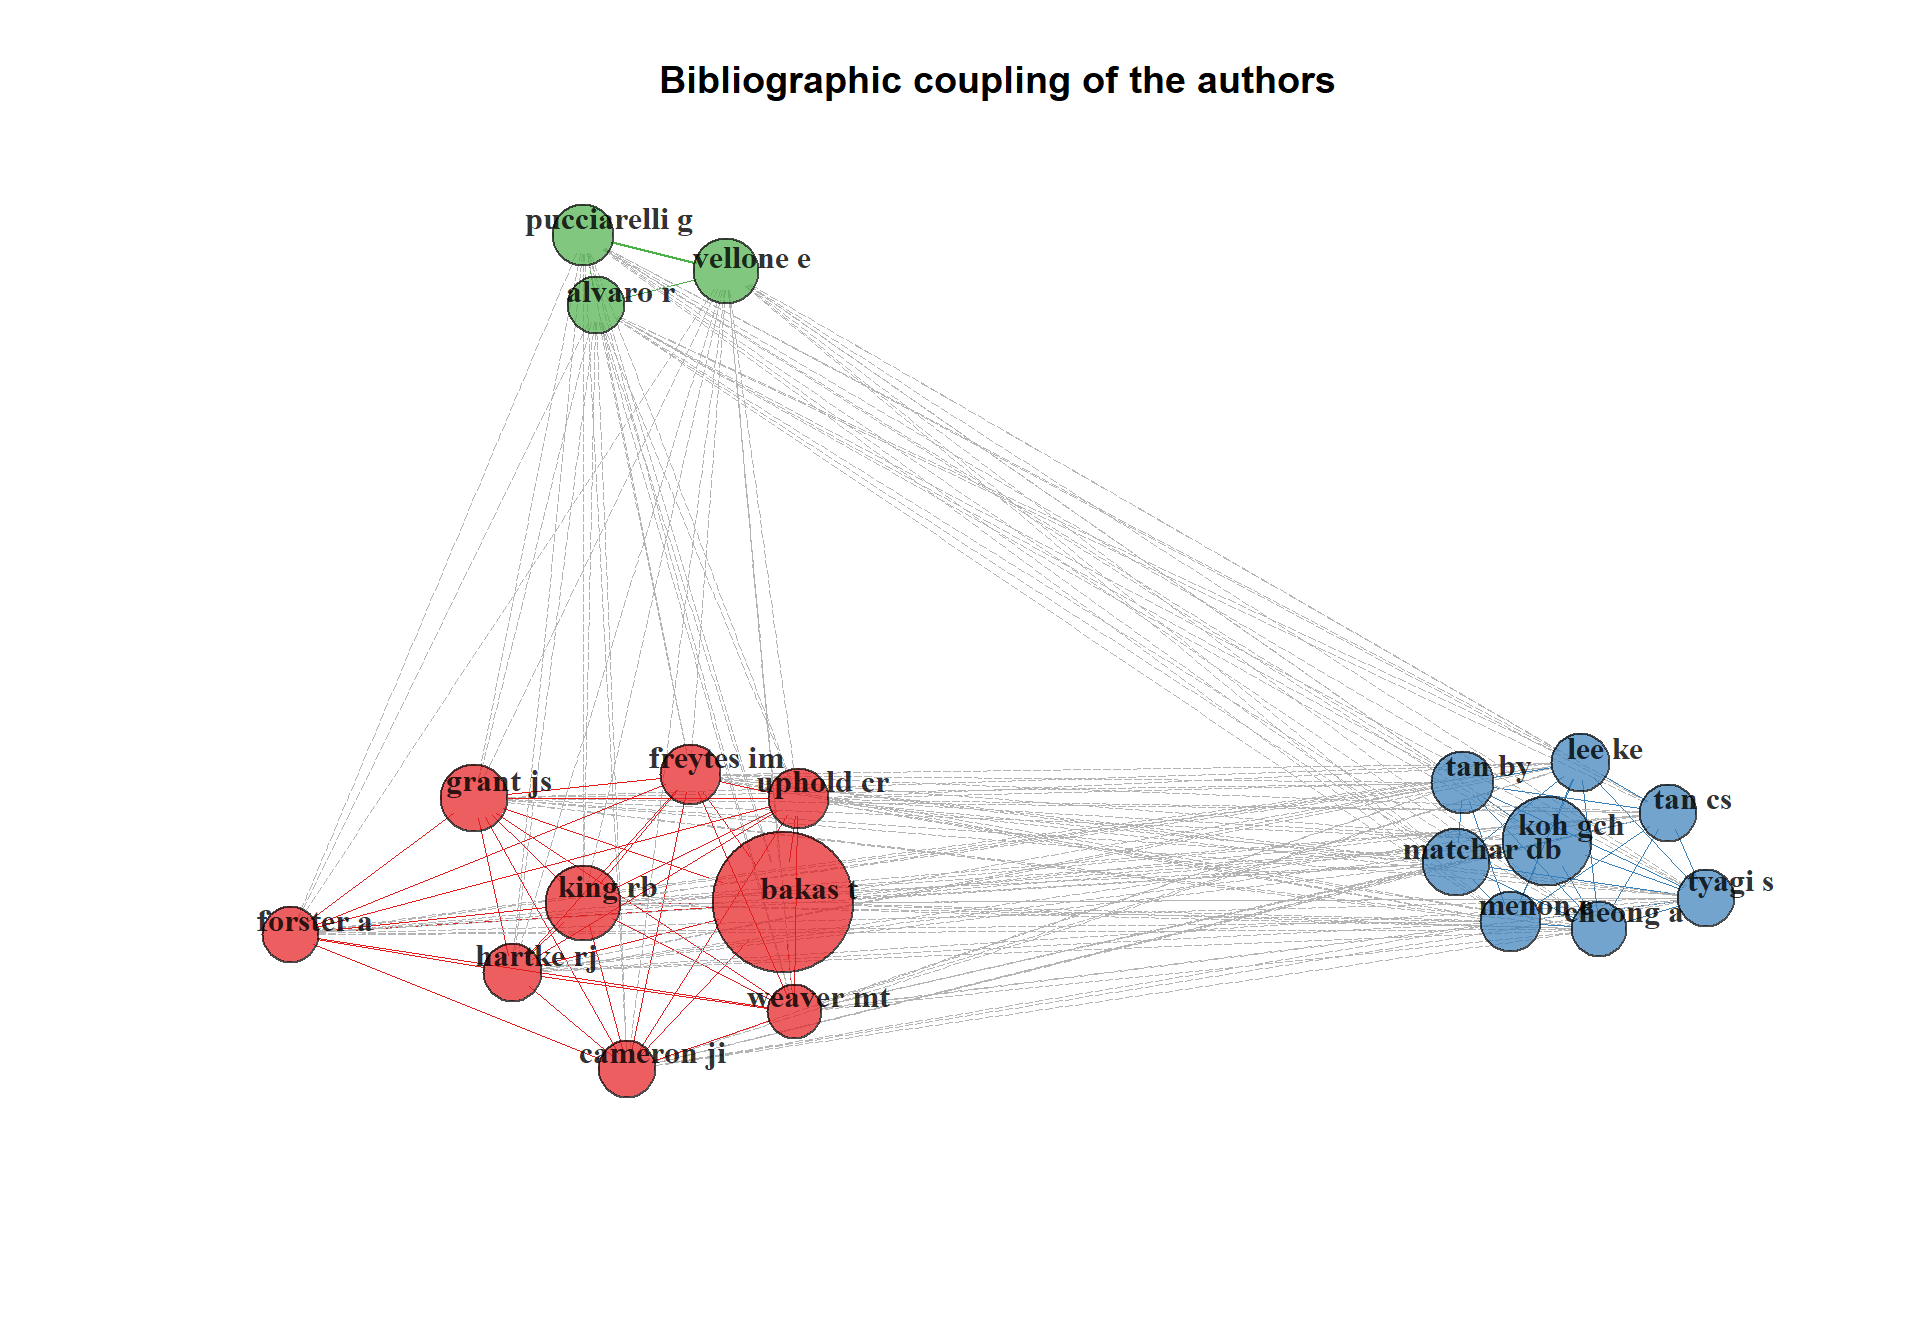 Bibliographic coupling of the authors
pucciarelli g
vellone e
alvaro r
freytes im
uphold cr
grant js
king rb
bakas t
forster a
hartke rj
weaver mt
cameron ji
lee ke
tan by
tan cs
koh gch
matchar db
tyagi s
menon
cheong a